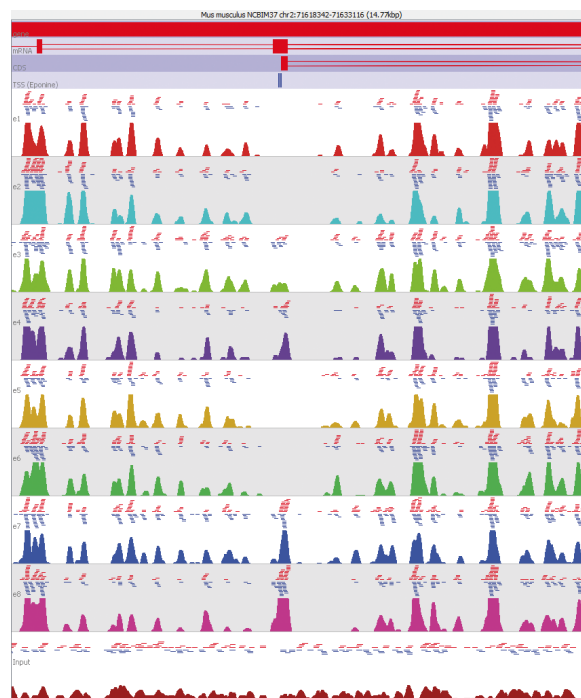 Mus musculus NCBIM37 chr2:71618342-71633116 (14.77kbp)
gene
mRNA
CDS
TSS (Eponine)
e1
e2
e3
e4
e5
e6
e7
e8
Input